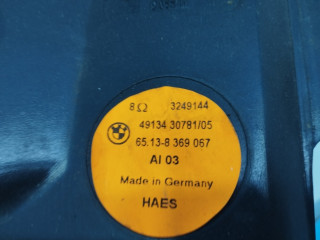 8Ω 3249144
49134 30781/05
65.13-8 369 067
AI 03
Made in Germany
HAES